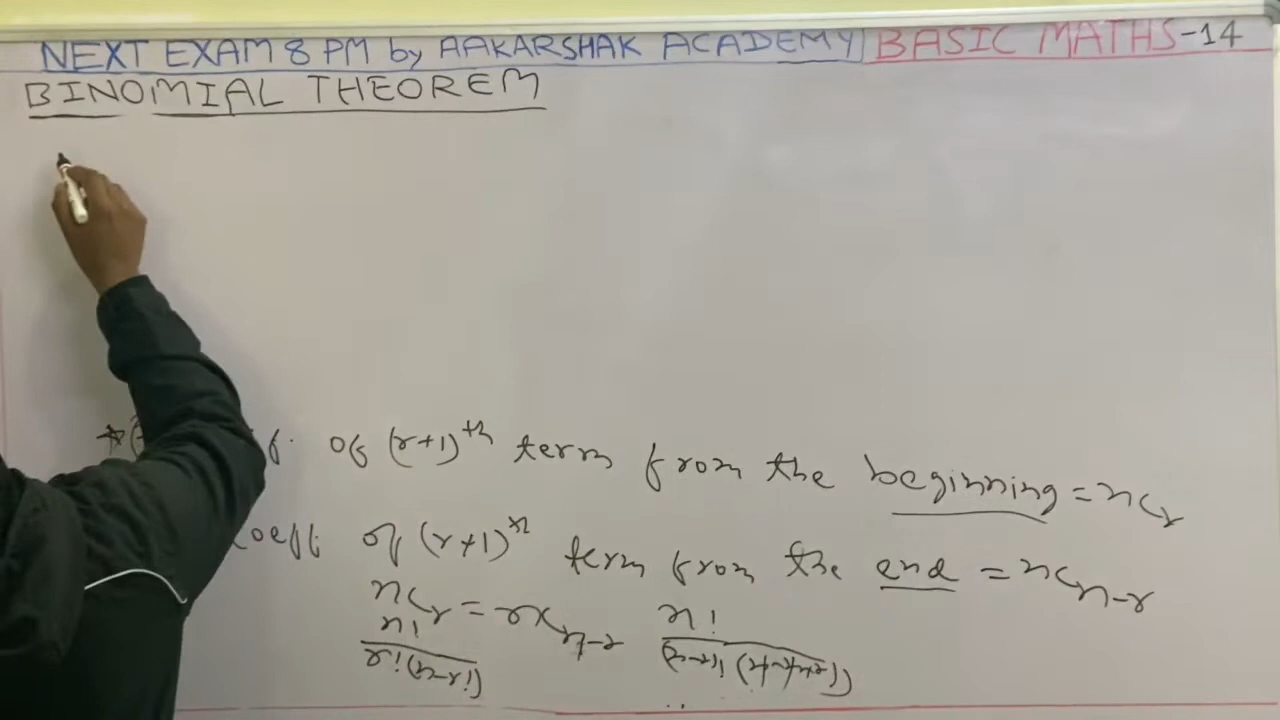 NEXT EXAM 8 PM by AAKARSHAK ACADEMY BASIC MATHS-14
BINOMIAL THEOREM
of (r+1)th term from the beginning = nCr
coeff. of (r+1)th term from the end = nCn-r
nCr = nCn-r
n!
r!(n-r)!
n!